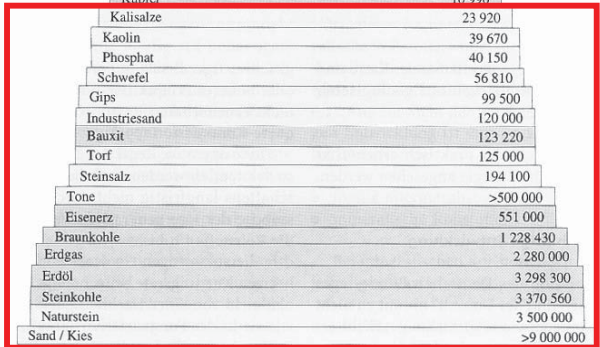 Kupfer 10 990
Kalisalze 23 920
Kaolin 39 670
Phosphat 40 150
Schwefel 56 810
Gips 99 500
Industriesand 120 000
Bauxit 123 220
Torf 125 000
Steinsalz 194 100
Tone >500 000
Eisenerz 551 000
Braunkohle 1 228 430
Erdgas 2 280 000
Erdöl 3 298 300
Steinkohle 3 370 560
Naturstein 3 500 000
Sand / Kies >9 000 000